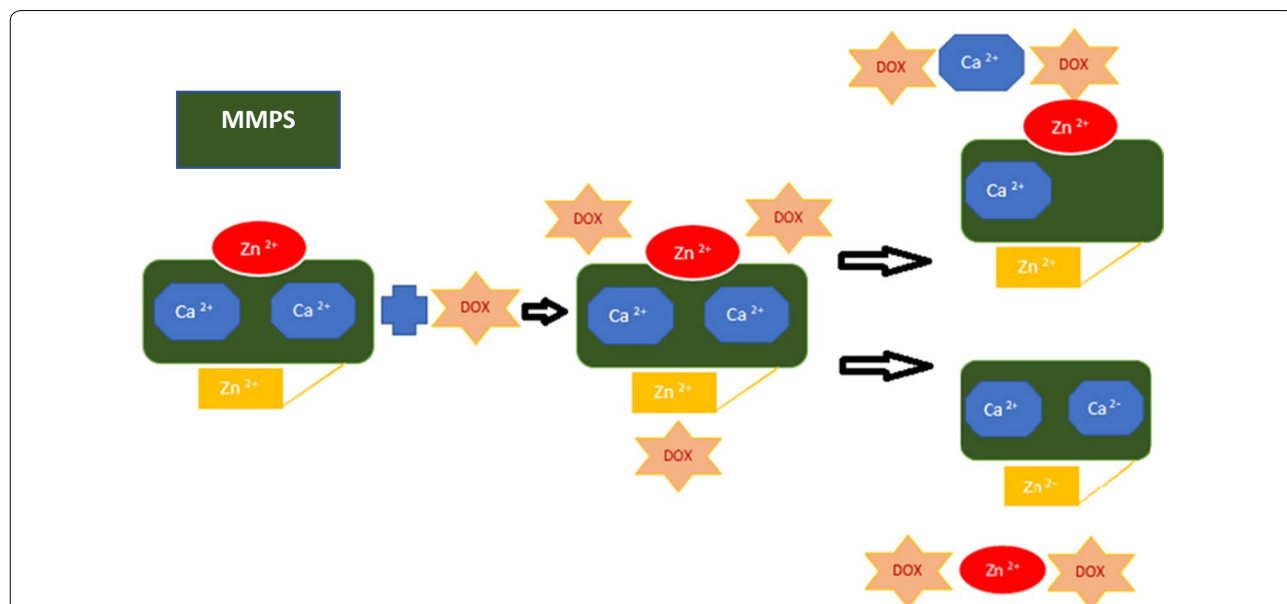 MMPS
Zn 2+
Ca 2+
Ca 2+
DOX
Zn 2+
DOX
DOX
Zn 2+
Ca 2+
Ca 2+
Zn 2+
DOX
DOX
Ca 2+
DOX
Zn 2+
Ca 2+
Zn 2+
Ca 2+
Ca 2−
Zn 2−
DOX
Zn 2+
DOX